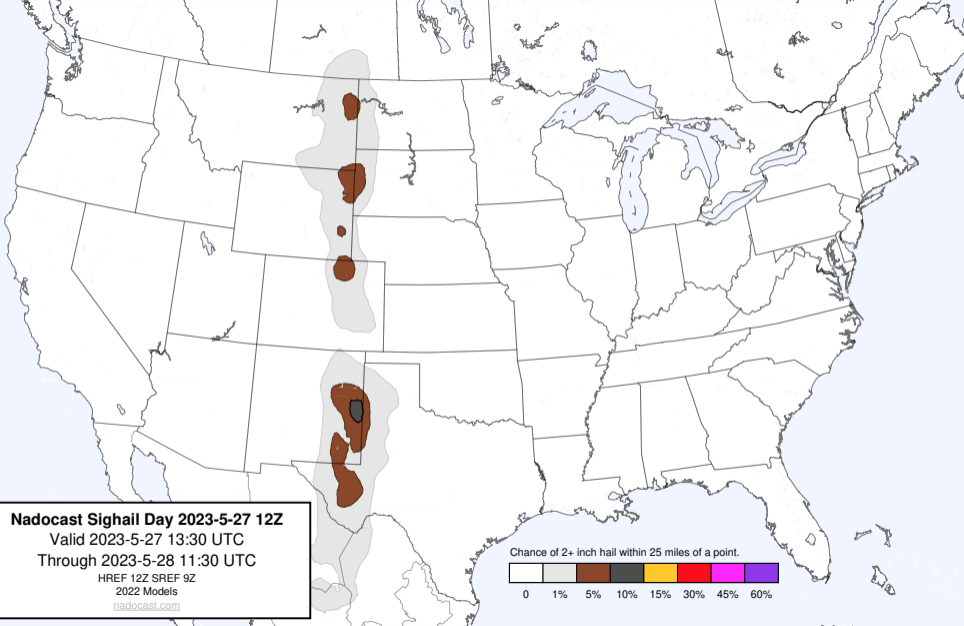 Nadocast Sighail Day 2023-5-27 12Z
Valid 2023-5-27 13:30 UTC
Through 2023-5-28 11:30 UTC
HREF 12Z SREF 9Z
2022 Models
nadocast.com
Chance of 2+ inch hail within 25 miles of a point.
0 1% 5% 10% 15% 30% 45% 60%